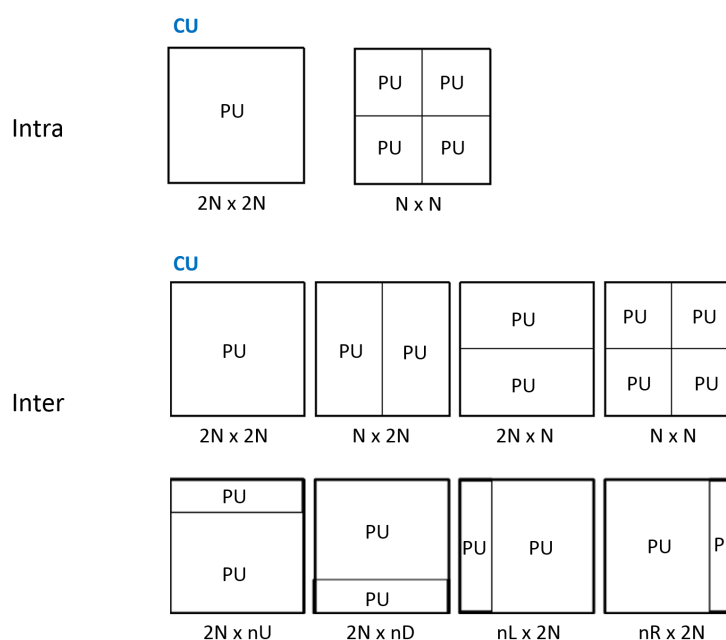 CU
Intra
PU
PU PU
PU PU
2N x 2N
N x N
CU
Inter
PU
PU PU
PU
PU
PU PU
PU PU
2N x 2N
N x 2N
2N x N
N x N
PU
PU
PU
PU
PU PU
PU P
2N x nU
2N x nD
nL x 2N
nR x 2N